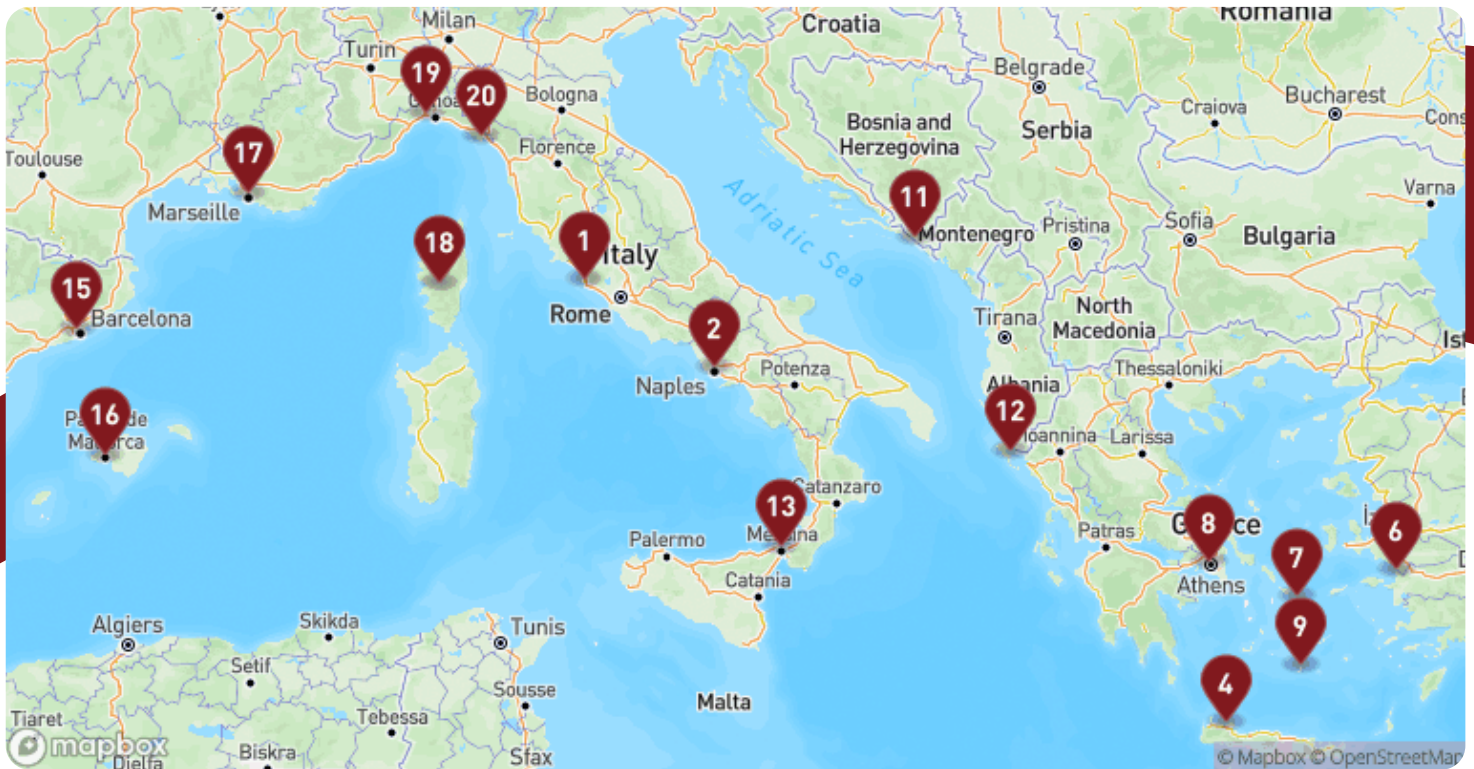 Romania
Milan
Croatia
Turin
Belgrade
19
20
Bologna
Bucharest
Craiova
Bosnia and
Herzegovina
Serbia
Toulouse
17
Florence
Adriatic Sea
Varna
Marseille
11
18
1
Italy
Montenegro
Pristina
Sofia
Bulgaria
15
Barcelona
Rome
2
Tirana
North
Macedonia
Naples
Potenza
Thessaloniki
Albania
16
12
Ioannina
Larissa
13
Catanzaro
Palermo
Patras
8
7
6
Catania
Athens
Algiers
Skikda
Tunis
9
Setif
4
Sousse
Malta
Tiaret
Tebessa
mapbox
Djelfa
Biskra
Sfax
© Mapbox © OpenStreetMap